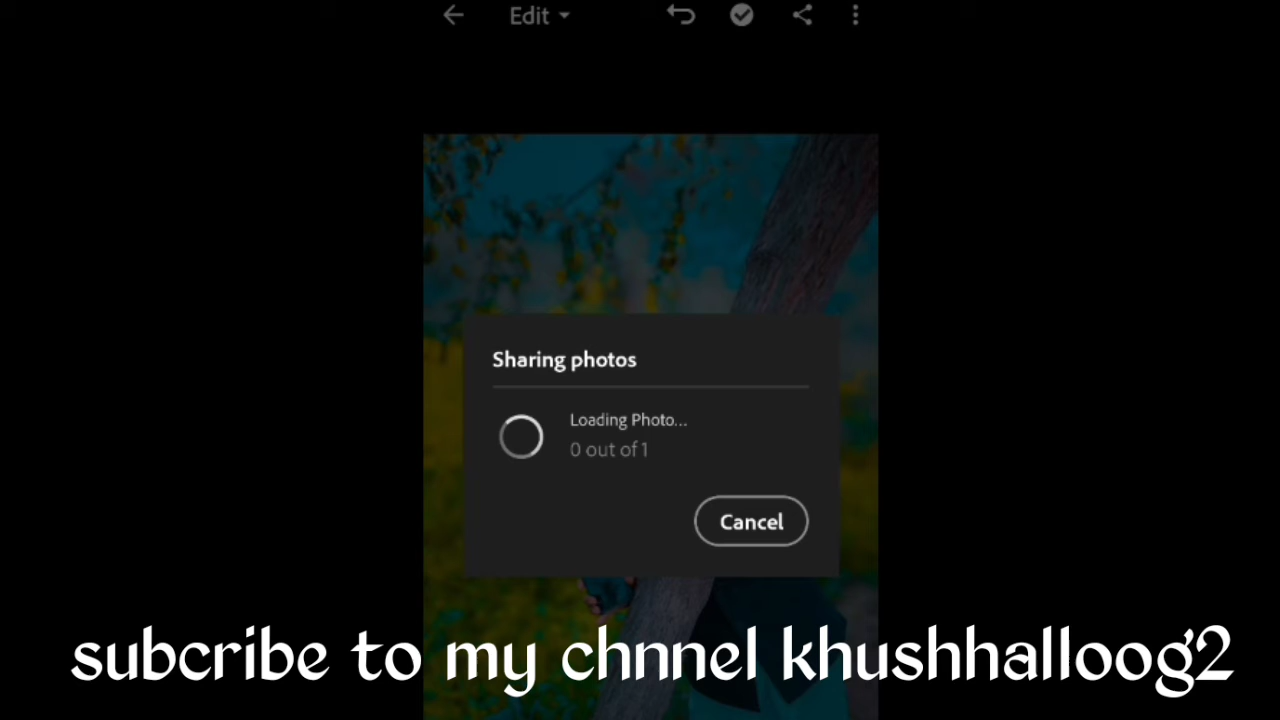 Edit
Sharing photos
Loading Photo...
0 out of 1
Cancel
subcribe to my chnnel khushhalloog2